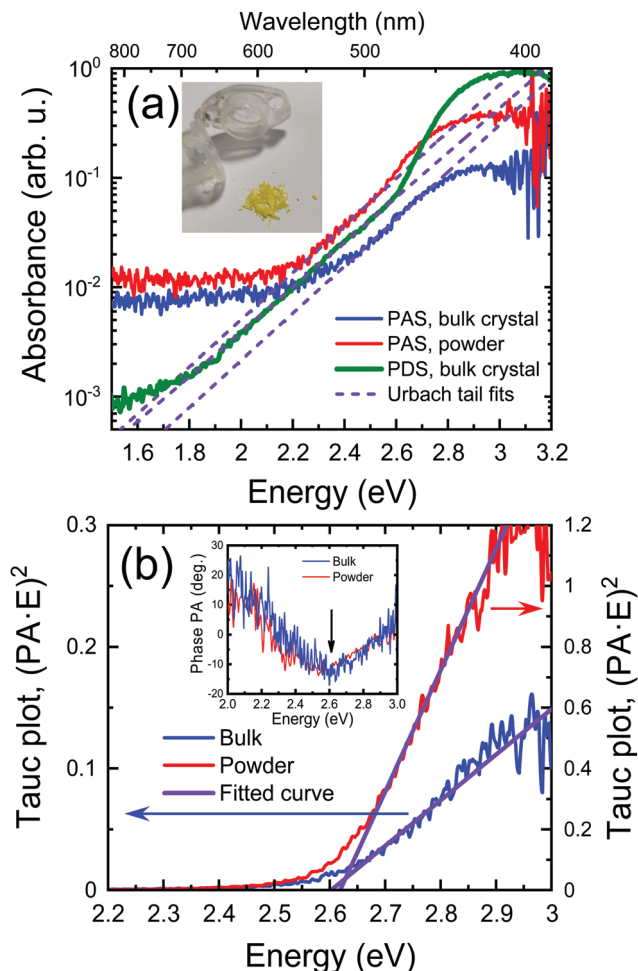 Wavelength (nm)
800 700 600 500 400
(a)
Absorbance (arb. u.)
10^0
10^-1
10^-2
10^-3
PAS, bulk crystal
PAS, powder
PDS, bulk crystal
Urbach tail fits
1.6 1.8 2 2.2 2.4 2.6 2.8 3.0 3.2
Energy (eV)
(b)
Tauc plot, (PA·E)^2
0.3
0.2
0.1
0
Phase PA (deg.)
30
20
10
0
-10
-20
Bulk
Powder
2.0 2.2 2.4 2.6 2.8 3.0
Energy (eV)
Bulk
Powder
Fitted curve
1.2
1
0.8
0.6
0.4
0.2
0
Tauc plot, (PA·E)^2
2.2 2.3 2.4 2.5 2.6 2.7 2.8 2.9 3
Energy (eV)